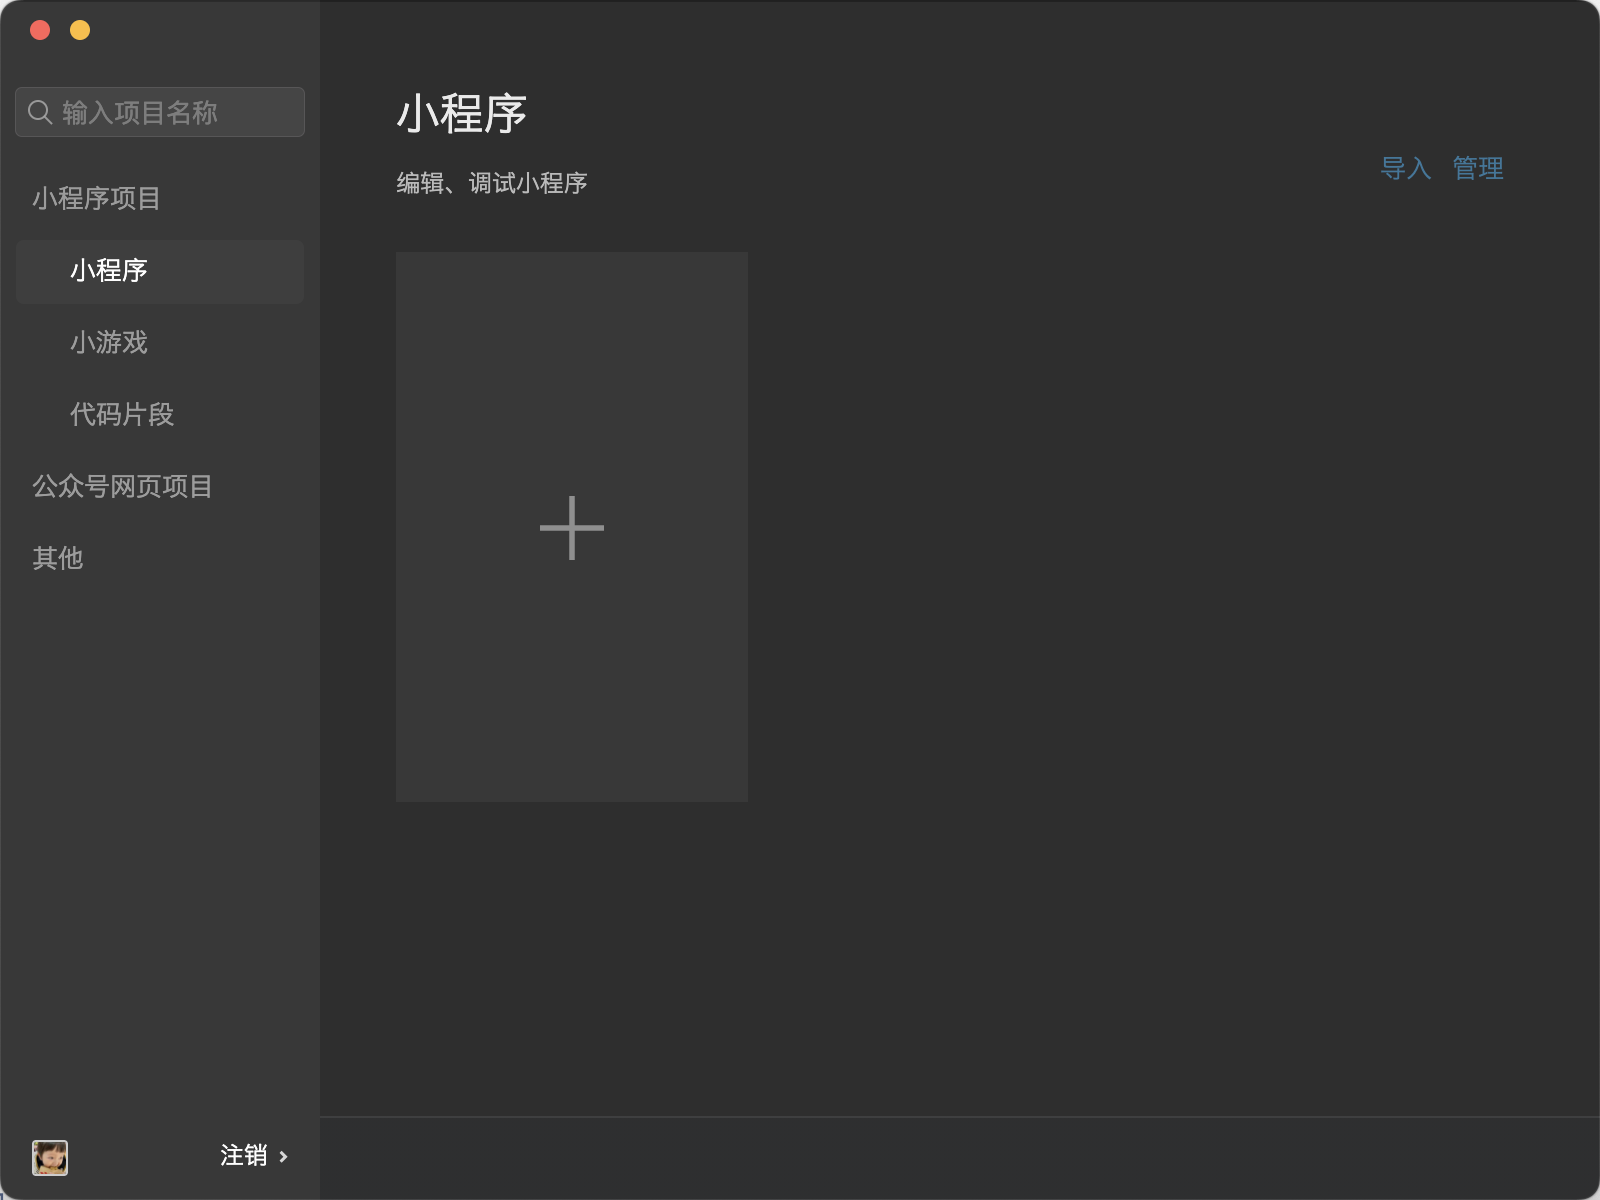 输入项目名称
小程序项目
小程序
小游戏
代码片段
公众号网页项目
其他
注销
小程序
编辑、调试小程序
导入 管理